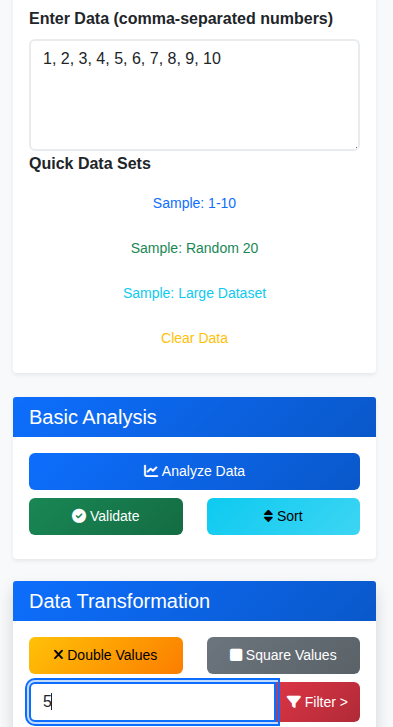 Enter Data (comma-separated numbers)
1, 2, 3, 4, 5, 6, 7, 8, 9, 10
Quick Data Sets
Sample: 1-10
Sample: Random 20
Sample: Large Dataset
Clear Data
Basic Analysis
Analyze Data
Validate
Sort
Data Transformation
Double Values
Square Values
5
Filter >